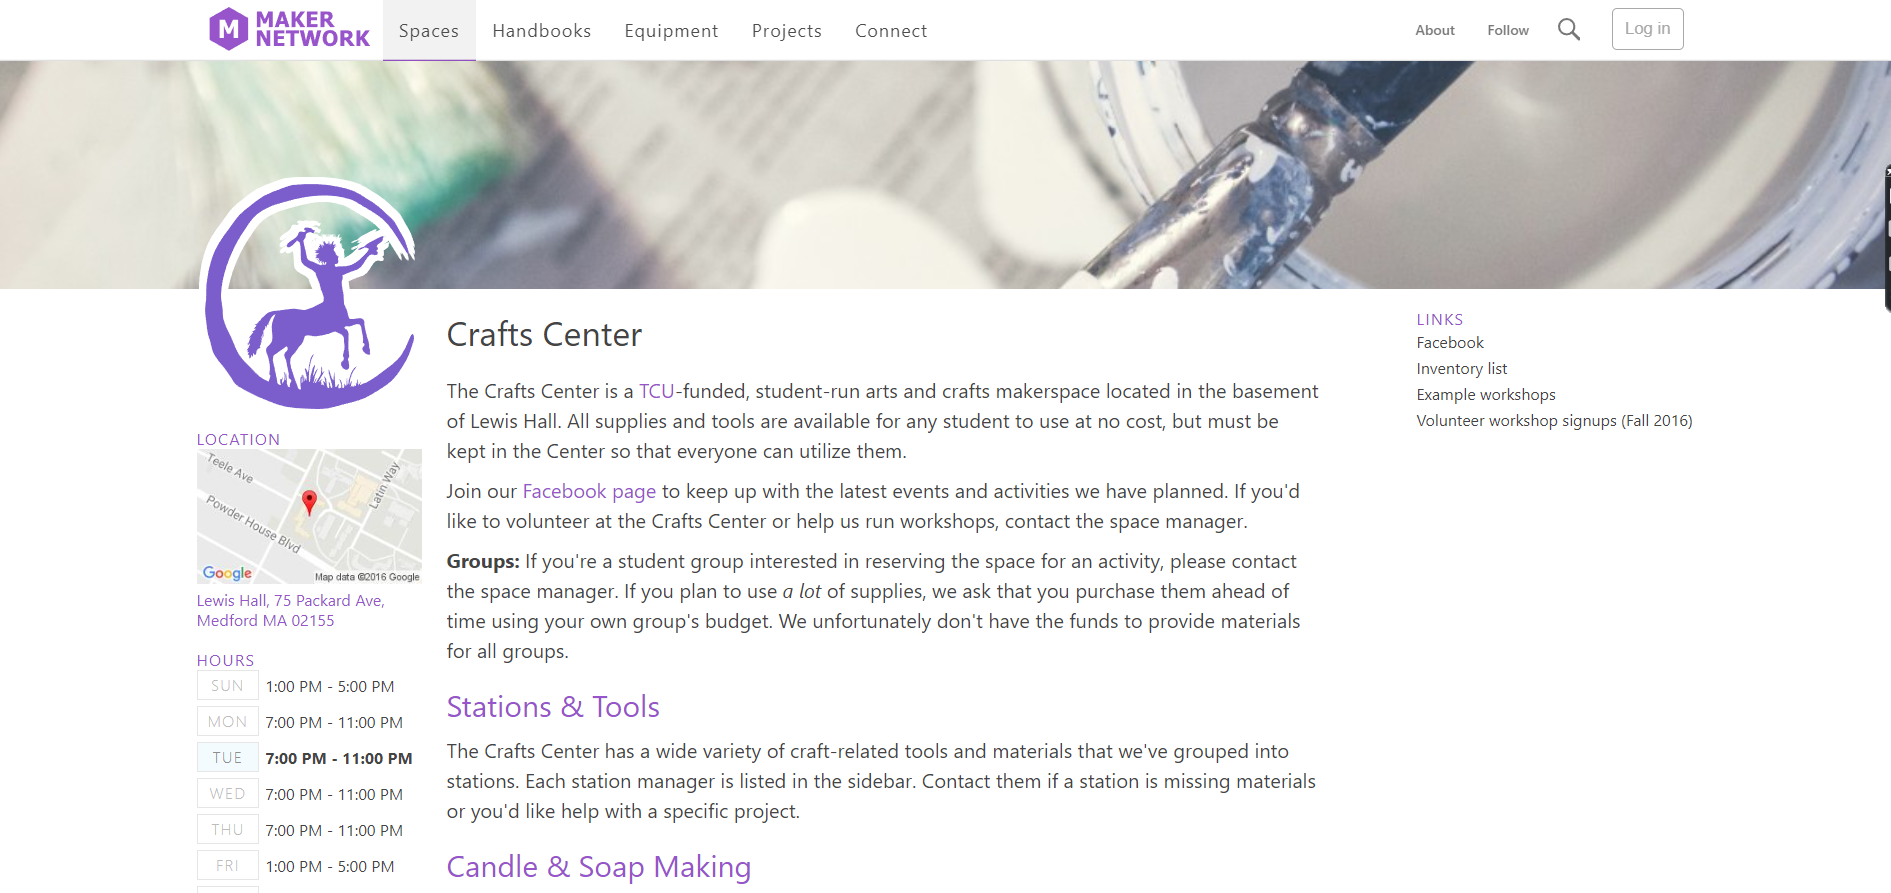 MAKER NETWORK
Spaces
Handbooks
Equipment
Projects
Connect
About
Follow
Log in
Crafts Center
The Crafts Center is a TCU-funded, student-run arts and crafts makerspace located in the basement
of Lewis Hall. All supplies and tools are available for any student to use at no cost, but must be
kept in the Center so that everyone can utilize them.
Join our Facebook page to keep up with the latest events and activities we have planned. If you'd
like to volunteer at the Crafts Center or help us run workshops, contact the space manager.
Groups: If you're a student group interested in reserving the space for an activity, please contact
the space manager. If you plan to use a lot of supplies, we ask that you purchase them ahead of
time using your own group's budget. We unfortunately don't have the funds to provide materials
for all groups.
Stations & Tools
The Crafts Center has a wide variety of craft-related tools and materials that we've grouped into
stations. Each station manager is listed in the sidebar. Contact them if a station is missing materials
or you'd like help with a specific project.
Candle & Soap Making
LOCATION
Teele Ave
Powder House Blvd
Latin Way
Google
Map data ©2016 Google
Lewis Hall, 75 Packard Ave,
Medford MA 02155
HOURS
SUN 1:00 PM - 5:00 PM
MON 7:00 PM - 11:00 PM
TUE 7:00 PM - 11:00 PM
WED 7:00 PM - 11:00 PM
THU 7:00 PM - 11:00 PM
FRI 1:00 PM - 5:00 PM
LINKS
Facebook
Inventory list
Example workshops
Volunteer workshop signups (Fall 2016)